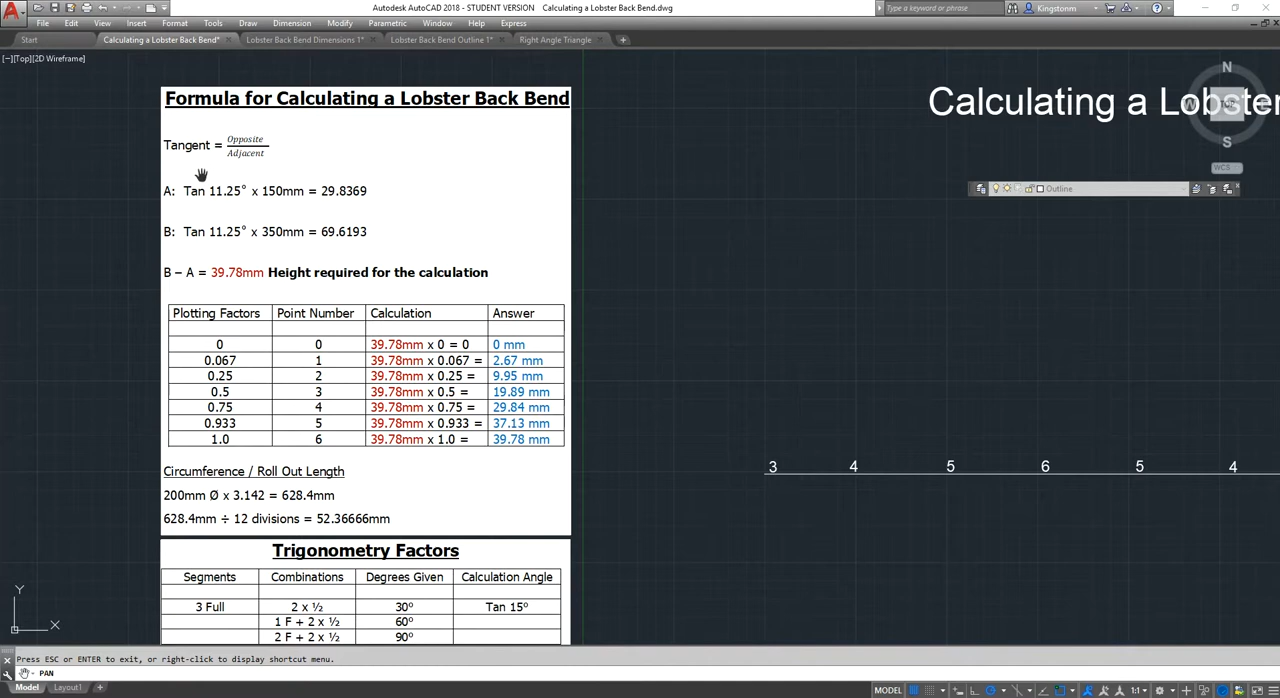 Autodesk AutoCAD 2018 - STUDENT VERSION Calculating a Lobster Back Bend.dwg
Type a keyword or phrase
Kingstonm
File Edit View Insert Format Tools Draw Dimension Modify Parametric Window Help Express
Start Calculating a Lobster Back Bend* Lobster Back Bend Dimensions 1* Lobster Back Bend Outline 1* Right Angle Triangle
[−][Top][2D Wireframe]
Formula for Calculating a Lobster Back Bend
Tangent = Opposite
Adjacent
A: Tan 11.25° x 150mm = 29.8369
B: Tan 11.25° x 350mm = 69.6193
B – A = 39.78mm Height required for the calculation
Plotting Factors Point Number Calculation Answer
0 0 39.78mm x 0 = 0 0 mm
0.067 1 39.78mm x 0.067 = 2.67 mm
0.25 2 39.78mm x 0.25 = 9.95 mm
0.5 3 39.78mm x 0.5 = 19.89 mm
0.75 4 39.78mm x 0.75 = 29.84 mm
0.933 5 39.78mm x 0.933 = 37.13 mm
1.0 6 39.78mm x 1.0 = 39.78 mm
Circumference / Roll Out Length
200mm Ø x 3.142 = 628.4mm
628.4mm ÷ 12 divisions = 52.36666mm
Trigonometry Factors
Segments Combinations Degrees Given Calculation Angle
3 Full 2 x ½ 30º Tan 15º
1 F + 2 x ½ 60º
2 F + 2 x ½ 90º
Calculating a Lobster
N
W
TOP
S
WCS
Outline
3 4 5 6 5 4
Y
X
Press ESC or ENTER to exit, or right-click to display shortcut menu.
PAN
Model Layout1 +
MODEL 1:1